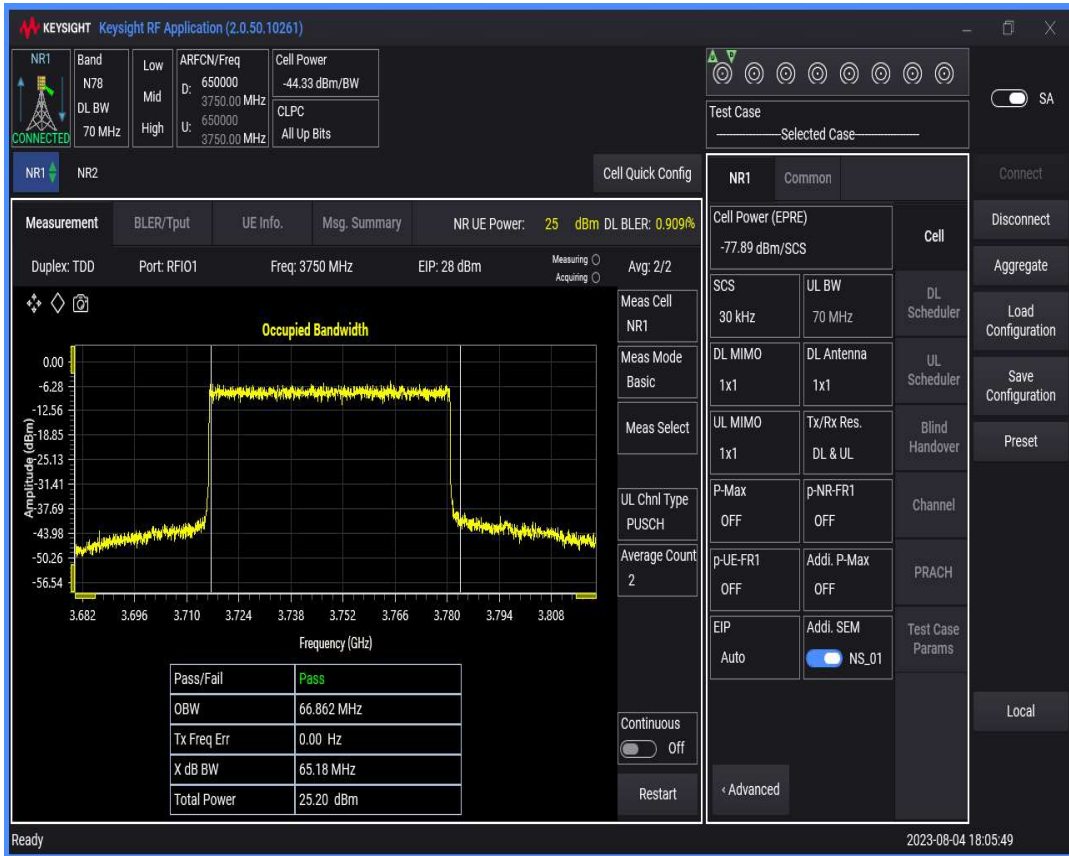 KEYSIGHT Keysight RF Application (2.0.50.10261)
NR1
CONNECTED
Band
N78
DL BW
70 MHz
Low
Mid
High
ARFCN/Freq
D: 650000
3750.00 MHz
U: 650000
3750.00 MHz
Cell Power
-44.33 dBm/BW
CLPC
All Up Bits
Test Case
Selected Case
SA
NR1 NR2
Cell Quick Config
Measurement BLER/Tput UE Info. Msg. Summary NR UE Power: 25 dBm DL BLER: 0.909%
Duplex: TDD Port: RFIO1 Freq: 3750 MHz EIP: 28 dBm Measuring Avg: 2/2
Acquiring
Occupied Bandwidth
Amplitude (dBm)
0.00
-6.28
-12.56
-18.85
-25.13
-31.41
-37.69
-43.98
-50.26
-56.54
3.682 3.696 3.710 3.724 3.738 3.752 3.766 3.780 3.794 3.808
Frequency (GHz)
Pass/Fail Pass
OBW 66.862 MHz
Tx Freq Err 0.00 Hz
X dB BW 65.18 MHz
Total Power 25.20 dBm
Meas Cell
NR1
Meas Mode
Basic
Meas Select
UL Chnl Type
PUSCH
Average Count
2
Continuous
Off
Restart
NR1 Common
Cell Power (EPRE)
-77.89 dBm/SCS
SCS
30 kHz
UL BW
70 MHz
DL MIMO
1x1
DL Antenna
1x1
UL MIMO
1x1
Tx/Rx Res.
DL & UL
P-Max
OFF
p-NR-FR1
OFF
p-UE-FR1
OFF
Addi. P-Max
OFF
EIP
Auto
Addi. SEM
NS_01
‹ Advanced
Cell
DL
Scheduler
UL
Scheduler
Blind
Handover
Channel
PRACH
Test Case
Params
Connect
Disconnect
Aggregate
Load
Configuration
Save
Configuration
Preset
Local
Ready
2023-08-04 18:05:49